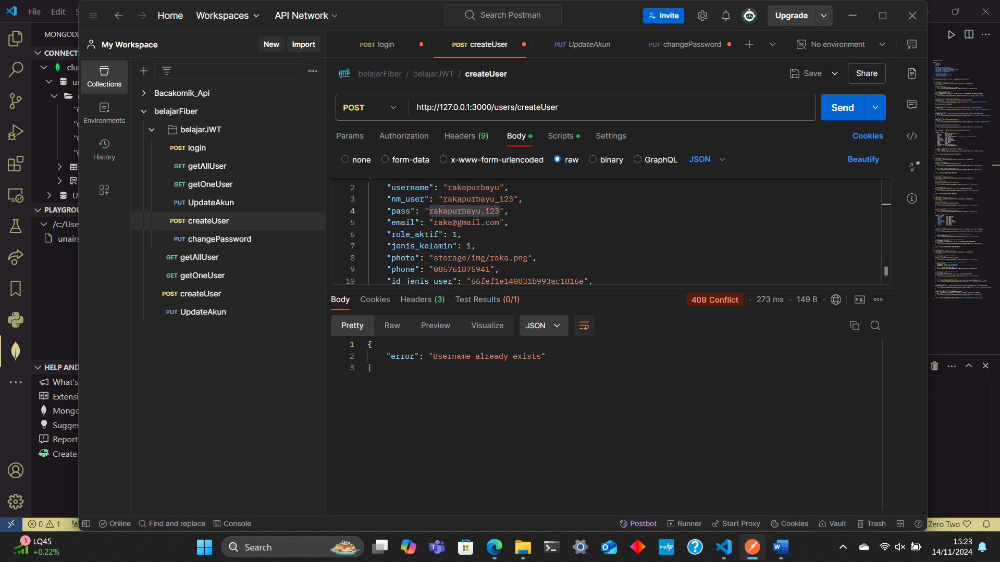 File Edit
Home Workspaces API Network Search Postman Invite Upgrade
MONGODB
My Workspace New Import
POST login POST createUser PUT UpdateAkun PUT changePassword No environment
CONNECT
clus
Collections
Environments
History
Bacakomik_Api
belajarFiber
belajarJWT
POST login
GET getAllUser
GET getOneUser
PUT UpdateAkun
POST createUser
PUT changePassword
GET getAllUser
GET getOneUser
POST createUser
PUT UpdateAkun
PLAYGROU
/c:/Use
unairs
HELP AND
What's
Extensi
Mongo
Sugges
Report
Create
HTTP belajarFiber / belajarJWT / createUser Save Share
POST http://127.0.0.1:3000/users/createUser Send
Params Authorization Headers (9) Body Scripts Settings Cookies
none form-data x-www-form-urlencoded raw binary GraphQL JSON Beautify
2 "username": "rakapurbayu",
3 "nm_user": "rakapurbayu_123",
4 "pass": "rakapurbayu.123",
5 "email": "raka@gmail.com",
6 "role_aktif": 1,
7 "jenis_kelamin": 1,
8 "photo": "storage/img/raka.png",
9 "phone": "085761875941",
10 "id_jenis_user": "66fef1e140831b993ac1816e",
Body Cookies Headers (3) Test Results (0/1) 409 Conflict 273 ms 149 B e.g.
Pretty Raw Preview Visualize JSON
1 {
2 "error": "Username already exists"
3 }
0 1 Online Find and replace Console Postbot Runner Start Proxy Cookies Vault Trash Zero Two
1 LQ45
+0,22%
Search
myhp
15:23
14/11/2024